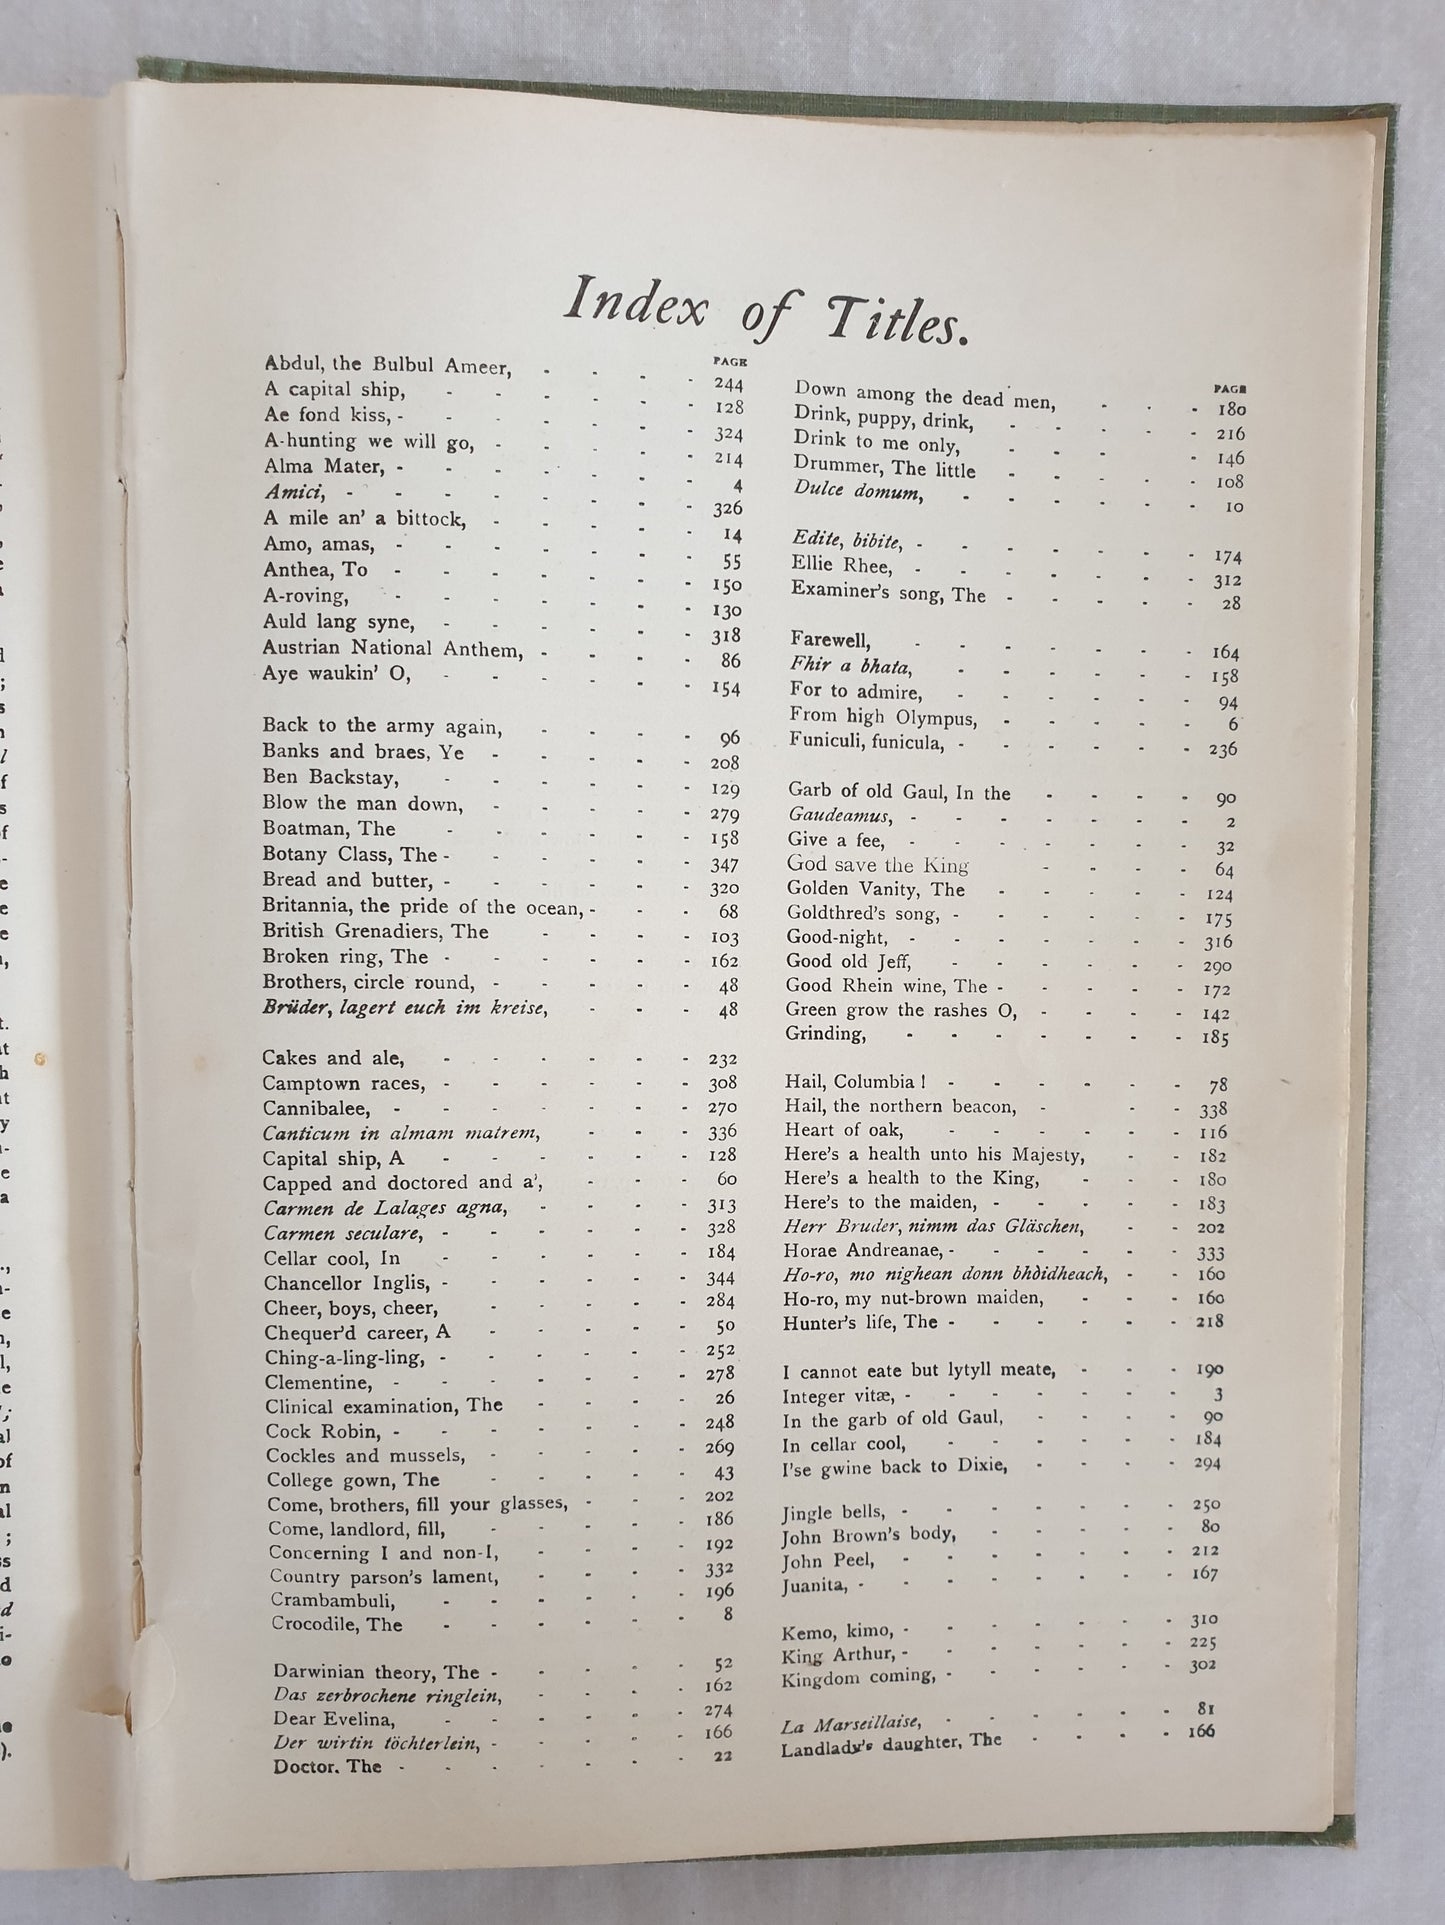 Index of Titles.
PAGE
Abdul, the Bulbul Ameer, - - - - 244
A capital ship, - - - - - - 128
Ae fond kiss, - - - - - - - 324
A-hunting we will go, - - - - - 214
Alma Mater, - - - - - - - 4
Amici, - - - - - - - - 326
A mile an' a bittock, - - - - - 14
Amo, amas, - - - - - - - 55
Anthea, To - - - - - - - 150
A-roving, - - - - - - - 130
Auld lang syne, - - - - - - 318
Austrian National Anthem, - - - - 86
Aye waukin' O, - - - - - - 154
Back to the army again, - - - - 96
Banks and braes, Ye - - - - - 208
Ben Backstay, - - - - - - 129
Blow the man down, - - - - - 279
Boatman, The - - - - - - 158
Botany Class, The - - - - - - 347
Bread and butter, - - - - - - 320
Britannia, the pride of the ocean, - - - 68
British Grenadiers, The - - - - 103
Broken ring, The - - - - - - 162
Brothers, circle round, - - - - - 48
Brüder, lagert euch im kreise, - - - 48
Cakes and ale, - - - - - - 232
Camptown races, - - - - - - 308
Cannibalee, - - - - - - - 270
Canticum in almam matrem, - - - 336
Capital ship, A - - - - - - 128
Capped and doctored and a', - - - 60
Carmen de Lalages agna, - - - - 313
Carmen seculare, - - - - - - 328
Cellar cool, In - - - - - - 184
Chancellor Inglis, - - - - - - 344
Cheer, boys, cheer, - - - - - 284
Chequer'd career, A - - - - - 50
Ching-a-ling-ling, - - - - - - 252
Clementine, - - - - - - - 278
Clinical examination, The - - - - 26
Cock Robin, - - - - - - - 248
Cockles and mussels, - - - - - 269
College gown, The - - - - - 43
Come, brothers, fill your glasses, - - - 202
Come, landlord, fill, - - - - - 186
Concerning I and non-I, - - - - 192
Country parson's lament, - - - - 332
Crambambuli, - - - - - - 196
Crocodile, The - - - - - - 8
Darwinian theory, The - - - - - 52
Das zerbrochene ringlein, - - - - 162
Dear Evelina, - - - - - - 274
Der wirtin töchterlein, - - - - - 166
Doctor. The - - - - - - - 22
PAGE
Down among the dead men, - - - 180
Drink, puppy, drink, - - - - - 216
Drink to me only, - - - - 146
Drummer, The little - - - - - 108
Dulce domum, - - - - - - 10
Edite, bibite, - - - - - - - 174
Ellie Rhee, - - - - - - - 312
Examiner's song, The - - - - - 28
Farewell, - - - - - - - 164
Fhir a bhata, - - - - - - 158
For to admire, - - - - - - 94
From high Olympus, - - - - - 6
Funiculi, funicula, - - - - - - 236
Garb of old Gaul, In the - - - - 90
Gaudeamus, - - - - - - - 2
Give a fee, - - - - - - - 32
God save the King - - - - 64
Golden Vanity, The - - - - - 124
Goldthred's song, - - - - - - 175
Good-night, - - - - - - - 316
Good old Jeff, - - - - - - 290
Good Rhein wine, The - - - - - 172
Green grow the rashes O, - - - - 142
Grinding, - - - - - - - 185
Hail, Columbia! - - - - - - 78
Hail, the northern beacon, - - - 338
Heart of oak, - - - - - - 116
Here's a health unto his Majesty, - - 182
Here's a health to the King, - - - 180
Here's to the maiden, - - - - - 183
Herr Bruder, nimm das Gläschen, - - 202
Horae Andreanae, - - - - - - 333
Ho-ro, mo nighean donn bhòidheach, - - 160
Ho-ro, my nut-brown maiden, - - - 160
Hunter's life, The - - - - - - 218
I cannot eate but lytyll meate, - - - 190
Integer vitæ, - - - - - - - 3
In the garb of old Gaul, - - - - 90
In cellar cool, - - - - - - 184
I'se gwine back to Dixie, - - - - 294
Jingle bells, - - - - - - - 250
John Brown's body, - - - - - 80
John Peel, - - - - - - - 212
Juanita, - - - - - - - - 167
Kemo, kimo, - - - - - - - 310
King Arthur, - - - - - - - 225
Kingdom coming, - - - - - - 302
La Marseillaise, - - - - - - 81
Landlady's daughter, The - - - - 166